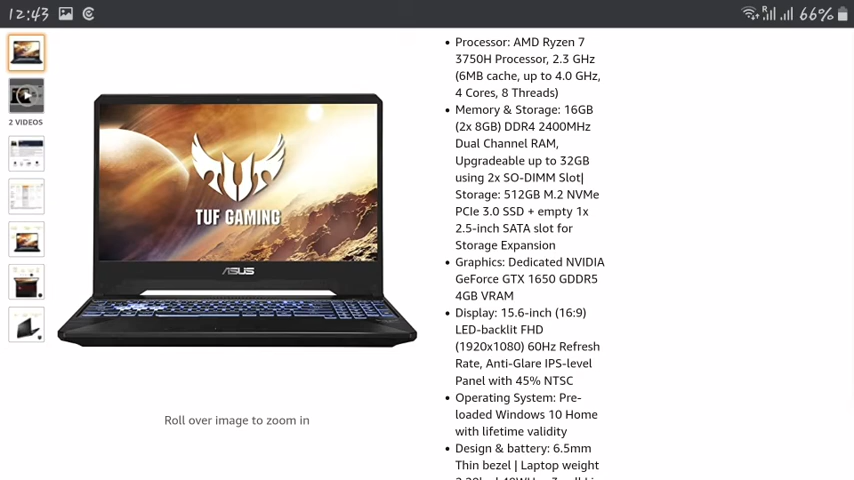 12:43
R
66%
2 VIDEOS
TUF GAMING
ASUS
Roll over image to zoom in
• Processor: AMD Ryzen 7
3750H Processor, 2.3 GHz
(6MB cache, up to 4.0 GHz,
4 Cores, 8 Threads)
• Memory & Storage: 16GB
(2x 8GB) DDR4 2400MHz
Dual Channel RAM,
Upgradeable up to 32GB
using 2x SO-DIMM Slot|
Storage: 512GB M.2 NVMe
PCIe 3.0 SSD + empty 1x
2.5-inch SATA slot for
Storage Expansion
• Graphics: Dedicated NVIDIA
GeForce GTX 1650 GDDR5
4GB VRAM
• Display: 15.6-inch (16:9)
LED-backlit FHD
(1920x1080) 60Hz Refresh
Rate, Anti-Glare IPS-level
Panel with 45% NTSC
• Operating System: Pre-
loaded Windows 10 Home
with lifetime validity
• Design & battery: 6.5mm
Thin bezel | Laptop weight